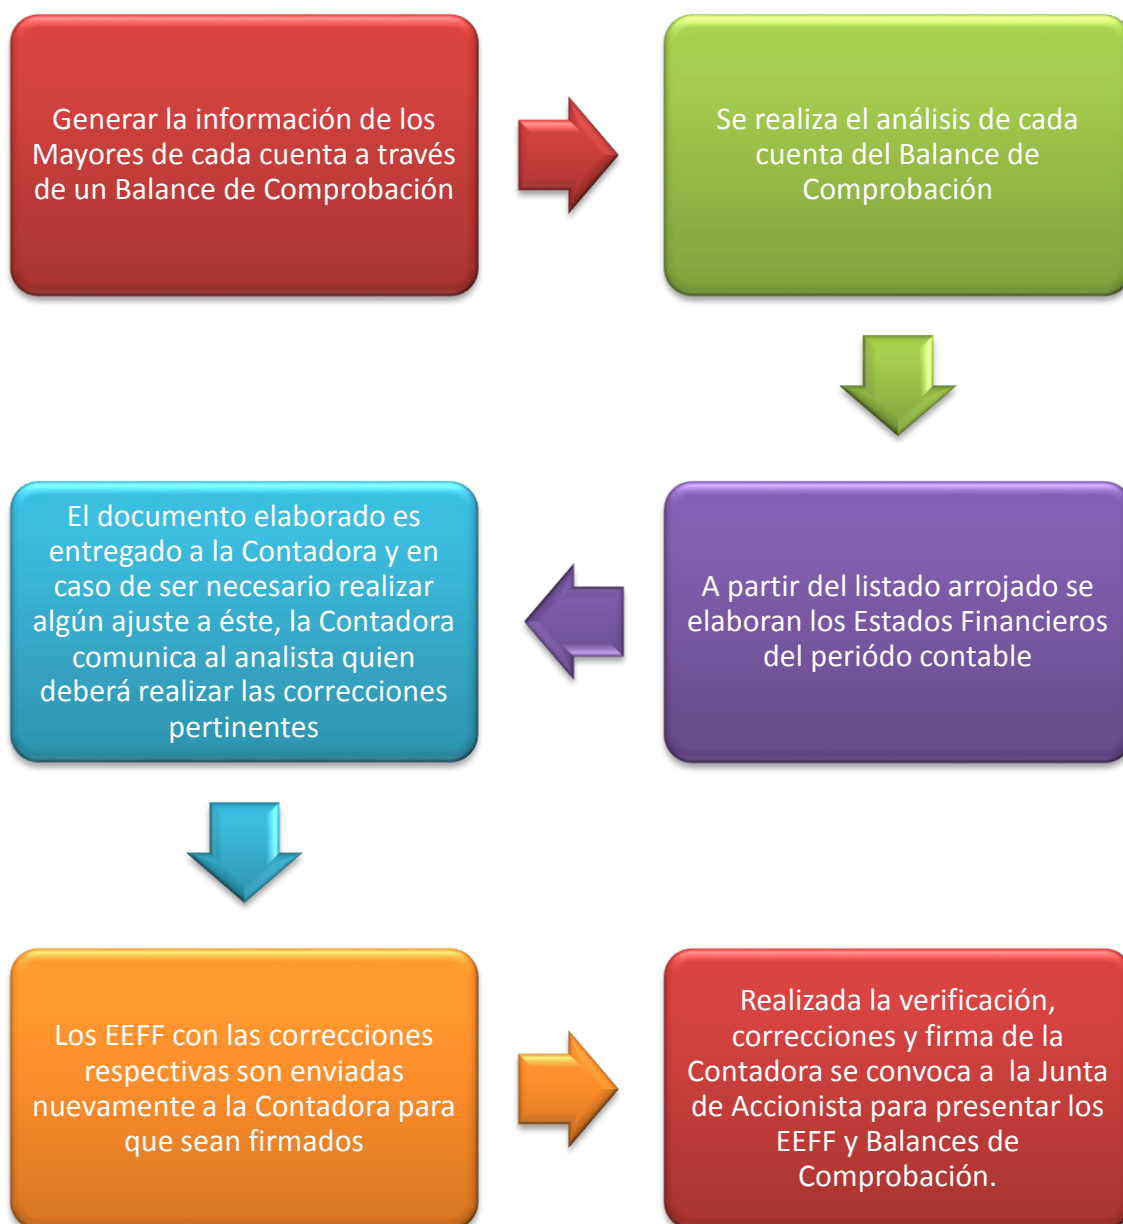 Generar la información de los
Mayores de cada cuenta a través
de un Balance de Comprobación
Se realiza el análisis de cada
cuenta del Balance de
Comprobación
A partir del listado arrojado se
elaboran los Estados Financieros
del periódo contable
El documento elaborado es
entregado a la Contadora y en
caso de ser necesario realizar
algún ajuste a éste, la Contadora
comunica al analista quien
deberá realizar las correcciones
pertinentes
Los EEFF con las correcciones
respectivas son enviadas
nuevamente a la Contadora para
que sean firmados
Realizada la verificación,
correcciones y firma de la
Contadora se convoca a la Junta
de Accionista para presentar los
EEFF y Balances de
Comprobación.